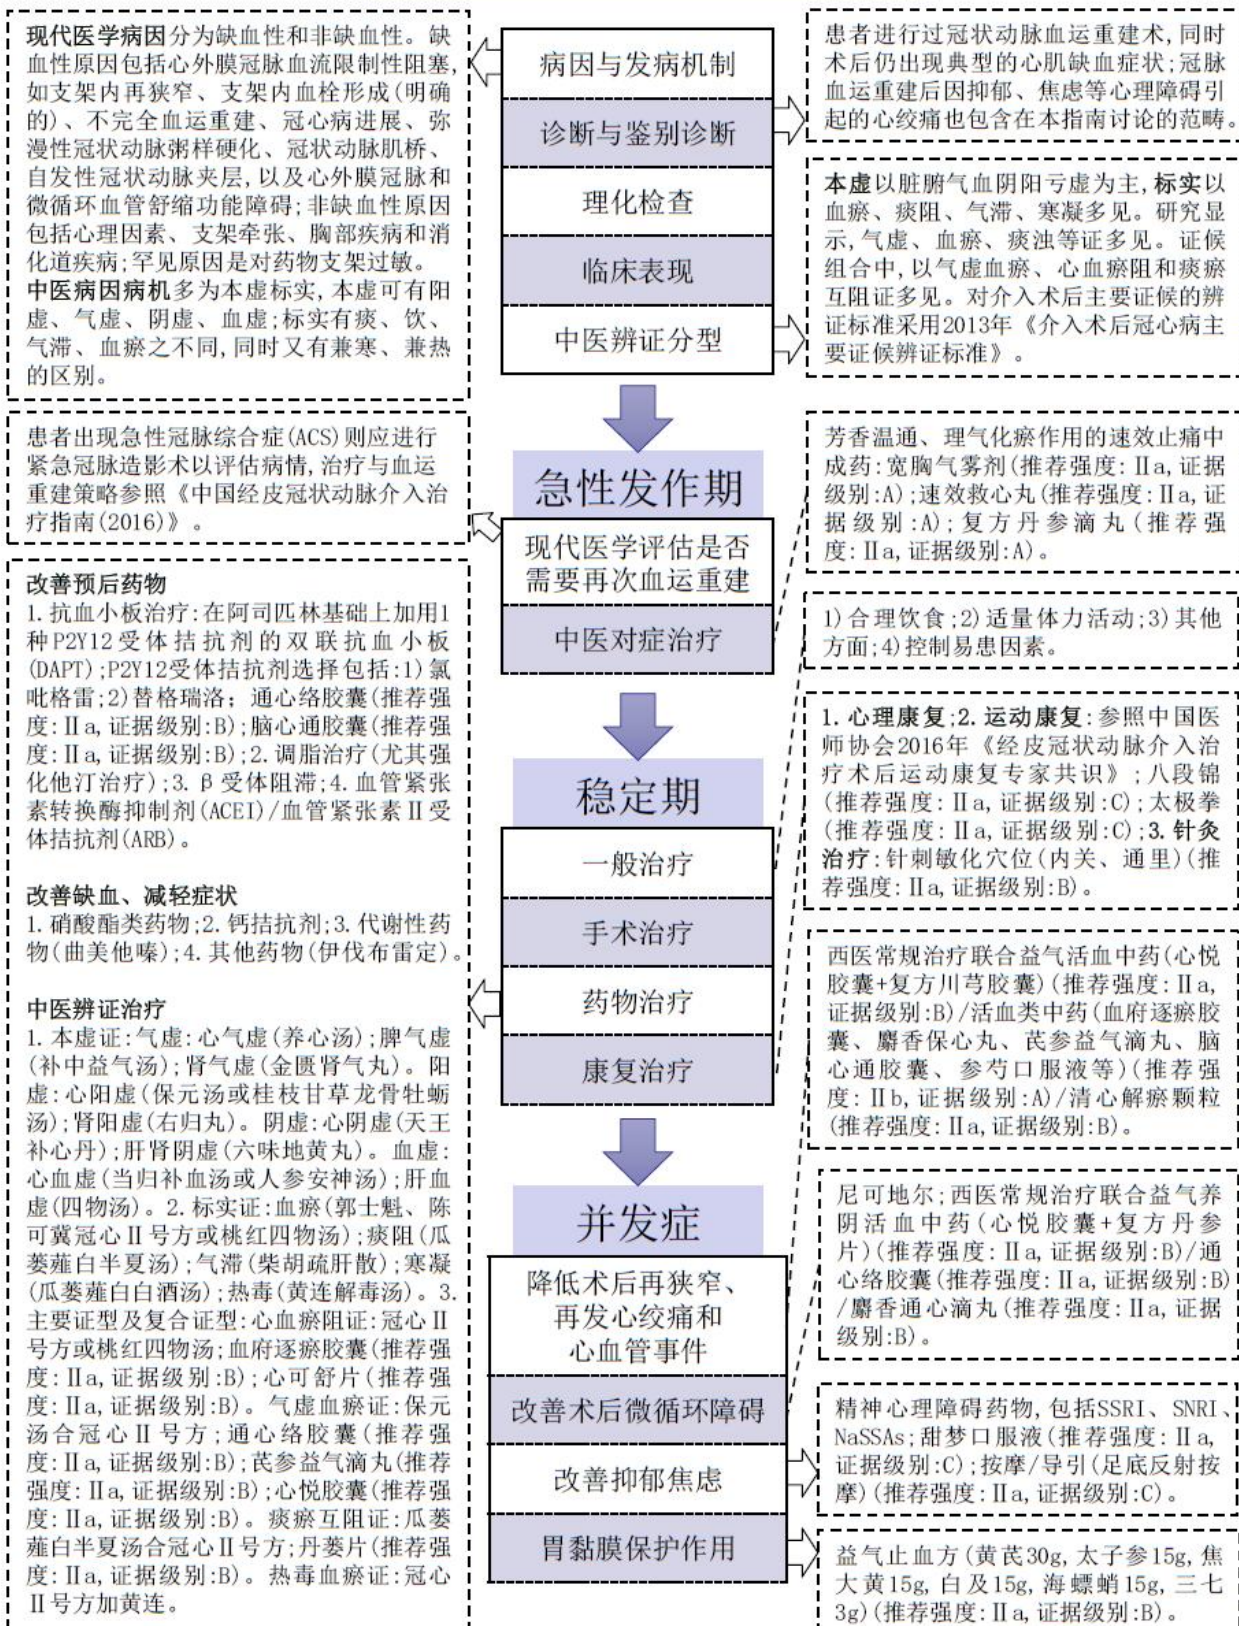 现代医学病因分为缺血性和非缺血性。缺
血性原因包括心外膜冠脉血流限制性阻塞,
如支架内再狭窄、支架内血栓形成(明确
的)、不完全血运重建、冠心病进展、弥
漫性冠状动脉粥样硬化、冠状动脉肌桥、
自发性冠状动脉夹层,以及心外膜冠脉和
微循环血管舒缩功能障碍;非缺血性原因
包括心理因素、支架牵张、胸部疾病和消
化道疾病;罕见原因是对药物支架过敏。
中医病因病机多为本虚标实,本虚可有阳
虚、气虚、阴虚、血虚;标实有痰、饮、
气滞、血瘀之不同,同时又有兼寒、兼热
的区别。
病因与发病机制
诊断与鉴别诊断
理化检查
临床表现
中医辨证分型
患者进行过冠状动脉血运重建术,同时
术后仍出现典型的心肌缺血症状;冠脉
血运重建后因抑郁、焦虑等心理障碍引
起的心绞痛也包含在本指南讨论的范畴。
本虚以脏腑气血阴阳亏虚为主,标实以
血瘀、痰阻、气滞、寒凝多见。研究显
示,气虚、血瘀、痰浊等证多见。证候
组合中,以气虚血瘀、心血瘀阻和痰瘀
互阻证多见。对介入术后主要证候的辨
证标准采用2013年《介入术后冠心病主
要证候辨证标准》。
患者出现急性冠脉综合症(ACS)则应进行
紧急冠脉造影术以评估病情,治疗与血运
重建策略参照《中国经皮冠状动脉介入治
疗指南(2016)》。
急性发作期
现代医学评估是否
需要再次血运重建
中医对症治疗
芳香温通、理气化瘀作用的速效止痛中
成药:宽胸气雾剂(推荐强度:Ⅱa,证据
级别:A);速效救心丸(推荐强度:Ⅱa,证
据级别:A);复方丹参滴丸(推荐强
度:Ⅱa,证据级别:A)。
改善预后药物
1.抗血小板治疗:在阿司匹林基础上加用1
种P2Y12受体拮抗剂的双联抗血小板
(DAPT);P2Y12受体拮抗剂选择包括:1)氯
吡格雷;2)替格瑞洛;通心络胶囊(推荐强
度:Ⅱa,证据级别:B);脑心通胶囊(推荐强
度:Ⅱa,证据级别:B);2.调脂治疗(尤其强
化他汀治疗);3.β受体阻滞;4.血管紧张
素转换酶抑制剂(ACEI)/血管紧张素Ⅱ受
体拮抗剂(ARB)。
改善缺血、减轻症状
1.硝酸酯类药物;2.钙拮抗剂;3.代谢性药
物(曲美他嗪);4.其他药物(伊伐布雷定)。
中医辨证治疗
1.本虚证:气虚:心气虚(养心汤);脾气虚
(补中益气汤);肾气虚(金匮肾气丸)。阳
虚:心阳虚(保元汤或桂枝甘草龙骨牡蛎
汤);肾阳虚(右归丸)。阴虚:心阴虚(天王
补心丹);肝肾阴虚(六味地黄丸)。血虚:
心血虚(当归补血汤或人参安神汤);肝血
虚(四物汤)。2.标实证:血瘀(郭士魁、陈
可冀冠心Ⅱ号方或桃红四物汤);痰阻(瓜
蒌薤白半夏汤);气滞(柴胡疏肝散);寒凝
(瓜蒌薤白白酒汤);热毒(黄连解毒汤)。3.
主要证型及复合证型:心血瘀阻证:冠心Ⅱ
号方或桃红四物汤;血府逐瘀胶囊(推荐强
度:Ⅱa,证据级别:B);心可舒片(推荐强
度:Ⅱa,证据级别:B)。气虚血瘀证:保元
汤合冠心Ⅱ号方;通心络胶囊(推荐强
度:Ⅱa,证据级别:B);芪参益气滴丸(推荐
强度:Ⅱa,证据级别:B);心悦胶囊(推荐强
度:Ⅱa,证据级别:B)。痰瘀互阻证:瓜蒌
薤白半夏汤合冠心Ⅱ号方;丹蒌片(推荐强
度:Ⅱa,证据级别:B)。热毒血瘀证:冠心
Ⅱ号方加黄连。
稳定期
一般治疗
手术治疗
药物治疗
康复治疗
1)合理饮食;2)适量体力活动;3)其他
方面;4)控制易患因素。
1.心理康复;2.运动康复:参照中国医
师协会2016年《经皮冠状动脉介入治
疗术后运动康复专家共识》;八段锦
(推荐强度:Ⅱa,证据级别:C);太极拳
(推荐强度:Ⅱa,证据级别:C);3.针灸
治疗:针刺敏化穴位(内关、通里)(推
荐强度:Ⅱa,证据级别:B)。
并发症
降低术后再狭窄、
再发心绞痛和
心血管事件
改善术后微循环障碍
改善抑郁焦虑
胃黏膜保护作用
西医常规治疗联合益气活血中药(心悦
胶囊+复方川芎胶囊)(推荐强度:Ⅱa,
证据级别:B)/活血类中药(血府逐瘀胶
囊、麝香保心丸、芪参益气滴丸、脑
心通胶囊、参芍口服液等)(推荐强
度:Ⅱb,证据级别:A)/清心解瘀颗粒
(推荐强度:Ⅱa,证据级别:B)。
尼可地尔;西医常规治疗联合益气养
阴活血中药(心悦胶囊+复方丹参
片)(推荐强度:Ⅱa,证据级别:B)/通
心络胶囊(推荐强度:Ⅱa,证据级别:B)
/麝香通心滴丸(推荐强度:Ⅱa,证据
级别:B)。
精神心理障碍药物,包括SSRI、SNRI、
NaSSAs;甜梦口服液(推荐强度:Ⅱa,
证据级别:C);按摩/导引(足底反射按
摩)(推荐强度:Ⅱa,证据级别:C)。
益气止血方(黄芪30g,太子参15g,焦
大黄15g,白及15g,海螵蛸15g,三七
3g)(推荐强度:Ⅱa,证据级别:B)。